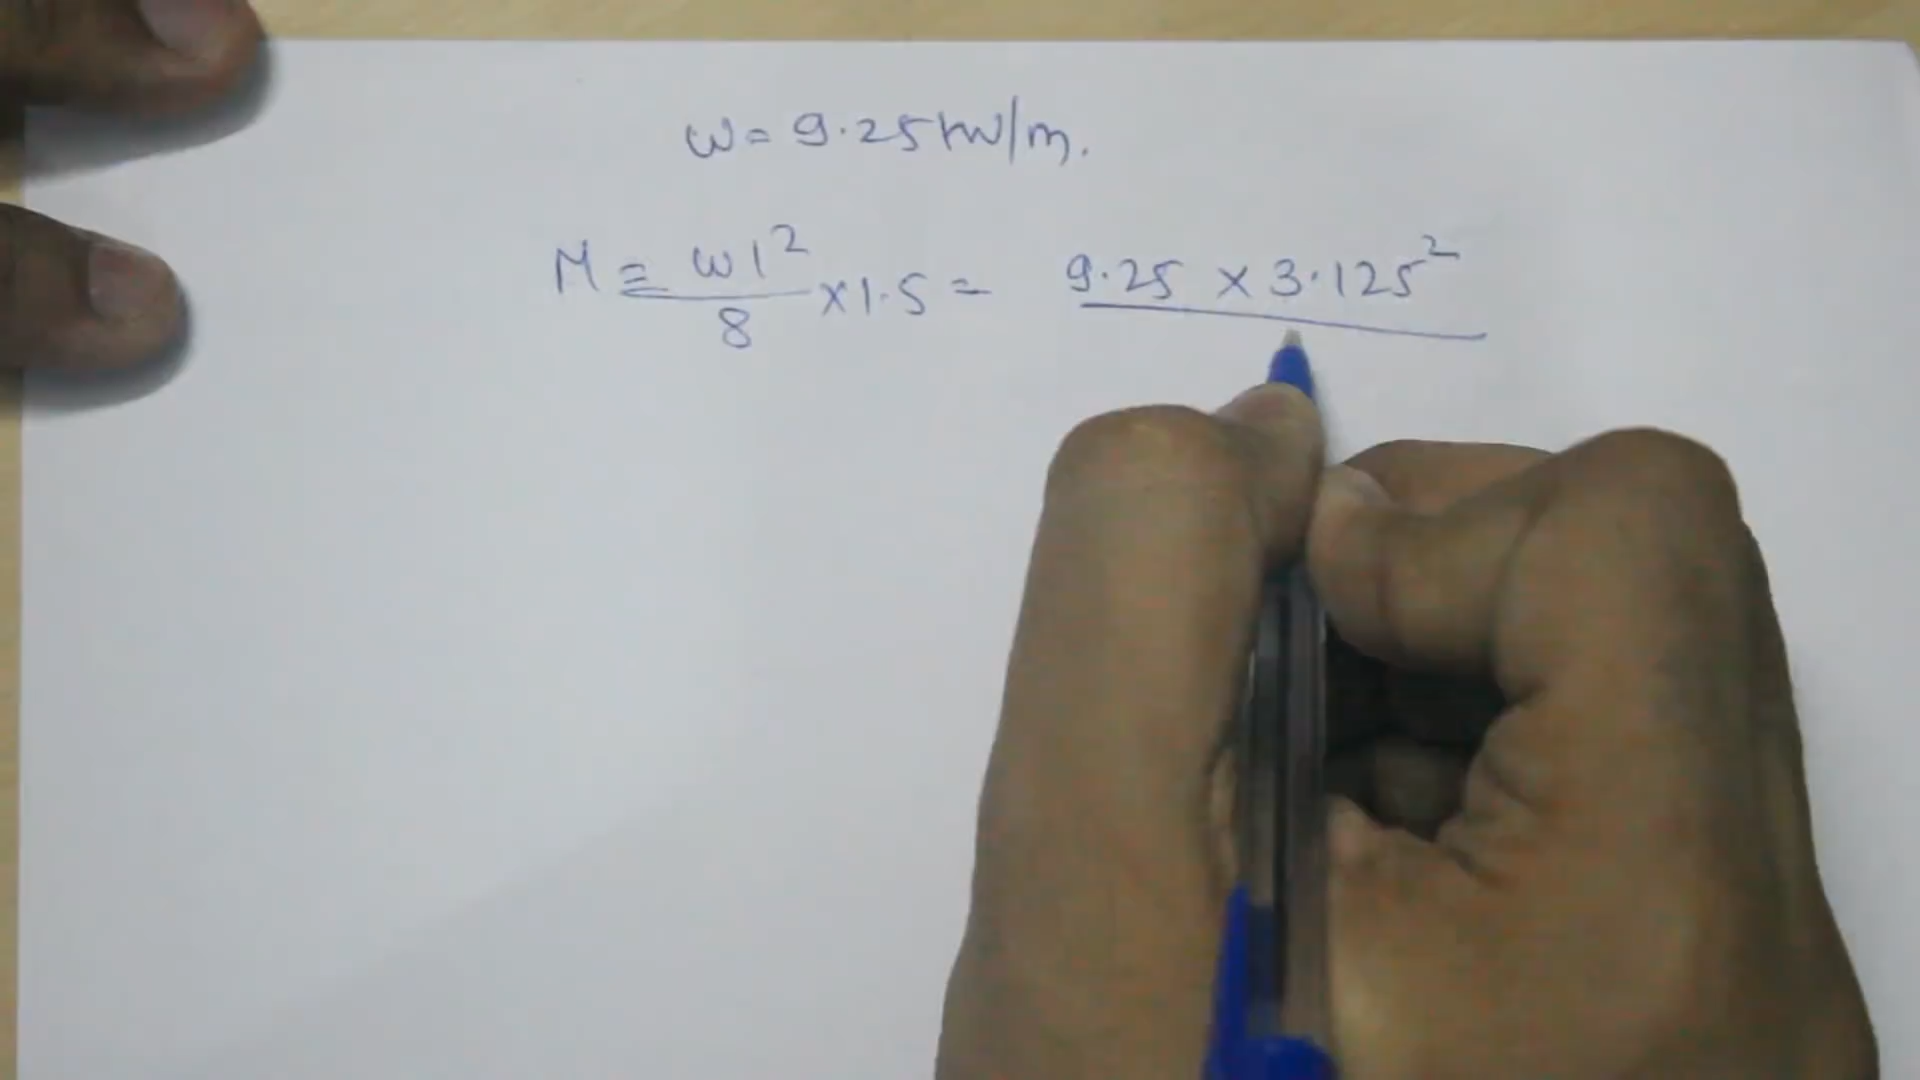 w = 9.25 kN/m.
M = wl²/8 x 1.5 = 9.25 x 3.125²